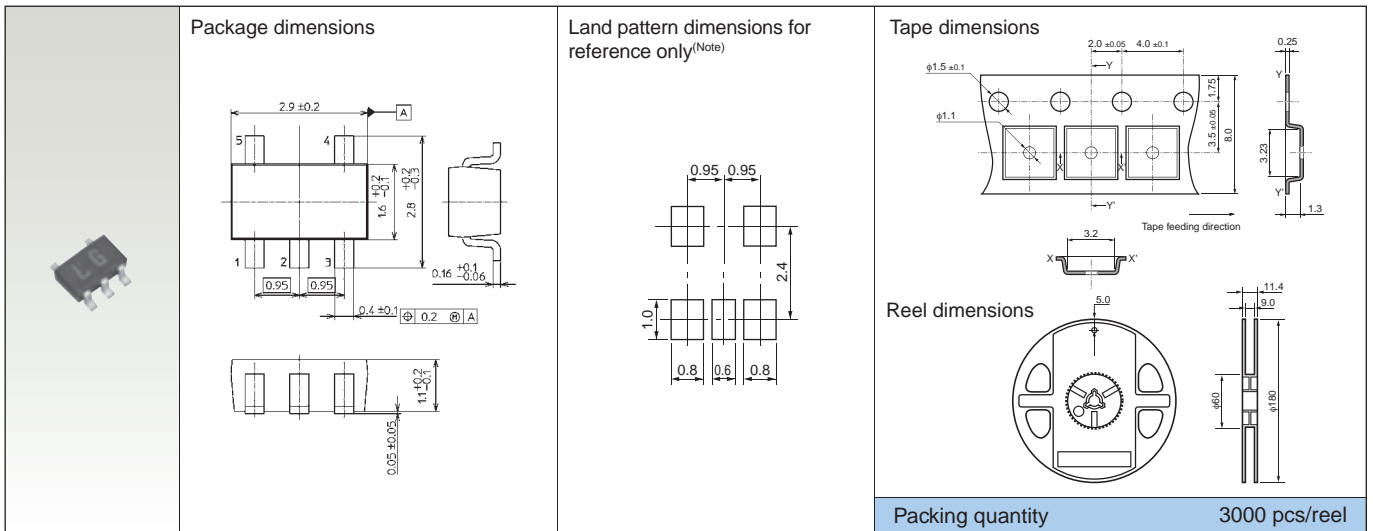 LG
Package dimensions
2.9 ±0.2
A
5
4
1.6 +0.2 -0.1
2.8 +0.2 -0.3
1
2
3
0.95
0.95
0.16 +0.1 -0.06
0.4 ±0.1
⌖ 0.2 Ⓜ A
1.1 +0.2 -0.1
0.05 ±0.05
Land pattern dimensions for
reference only(Note)
0.95
0.95
2.4
1.0
0.8
0.6
0.8
Tape dimensions
2.0 ±0.05
4.0 ±0.1
0.25
Y
Y
φ1.5 ±0.1
1.75
φ1.1
3.5 ±0.05
8.0
3.23
X
X'
Y'
Y'
1.3
Tape feeding direction
3.2
X
X'
Reel dimensions
5.0
11.4
9.0
φ60
φ180
Packing quantity
3000 pcs/reel